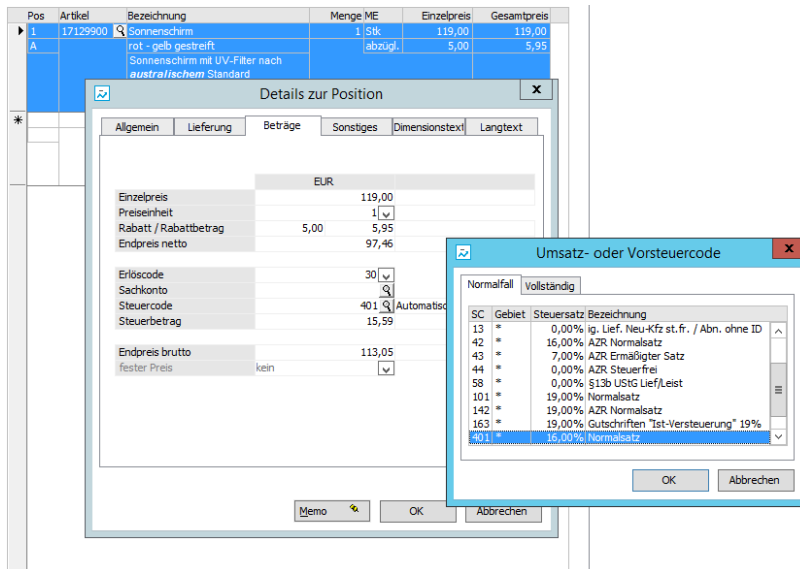 Pos Artikel Bezeichnung Menge ME Einzelpreis Gesamtpreis
1 17129900 Sonnenschirm 1 Stk 119,00 119,00
A rot - gelb gestreift abzügl. 5,00 5,95
Sonnenschirm mit UV-Filter nach
australischem Standard
Details zur Position
Allgemein Lieferung Beträge Sonstiges Dimensionstext Langtext
EUR
Einzelpreis 119,00
Preiseinheit 1
Rabatt / Rabattbetrag 5,00 5,95
Endpreis netto 97,46
Erlöscode 30
Sachkonto
Steuercode 401 Automatisc
Steuerbetrag 15,59
Endpreis brutto 113,05
fester Preis kein
Memo OK Abbrechen
Umsatz- oder Vorsteuercode
Normalfall Vollständig
SC Gebiet Steuersatz Bezeichnung
13 * 0,00% ig. Lief. Neu-Kfz st.fr. / Abn. ohne ID
42 * 16,00% AZR Normalsatz
43 * 7,00% AZR Ermäßigter Satz
44 * 0,00% AZR Steuerfrei
58 * 0,00% §13b UStG Lief/Leist
101 * 19,00% Normalsatz
142 * 19,00% AZR Normalsatz
163 * 19,00% Gutschriften "Ist-Versteuerung" 19%
401 * 16,00% Normalsatz
OK Abbrechen